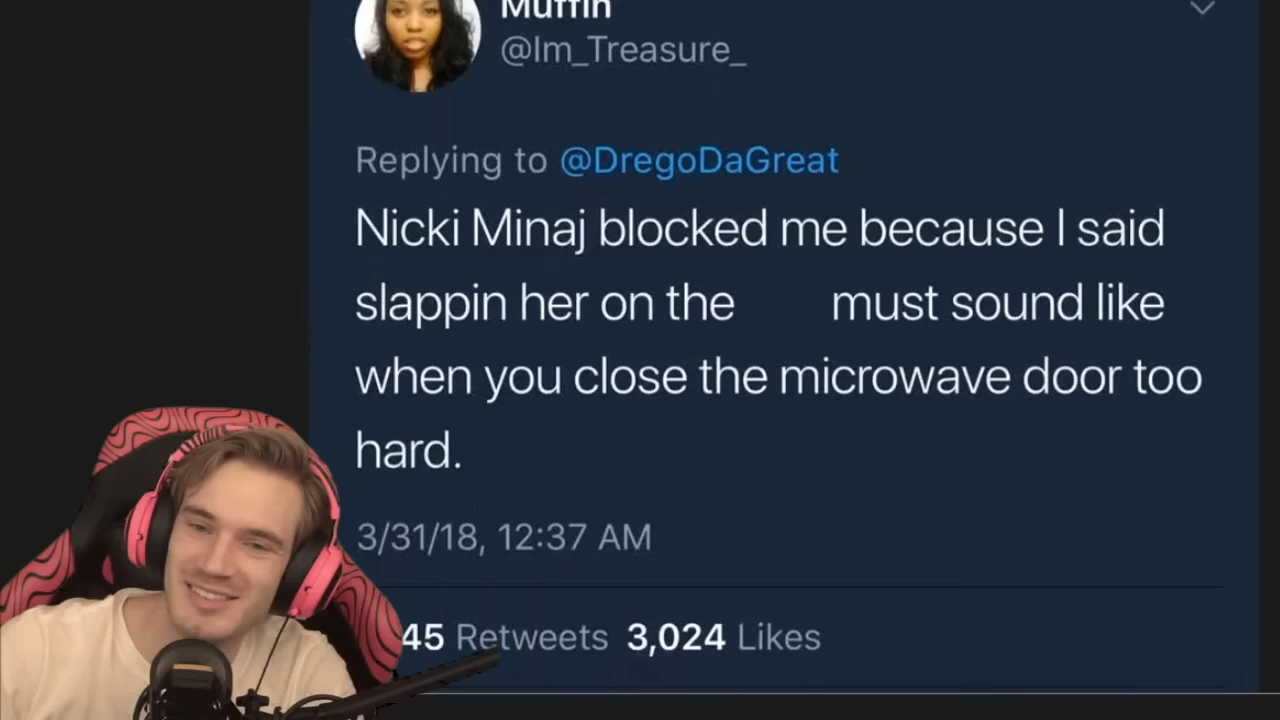 Muffin
@Im_Treasure_
Replying to @DregoDaGreat
Nicki Minaj blocked me because I said
slappin her on the must sound like
when you close the microwave door too
hard.
3/31/18, 12:37 AM
45 Retweets 3,024 Likes